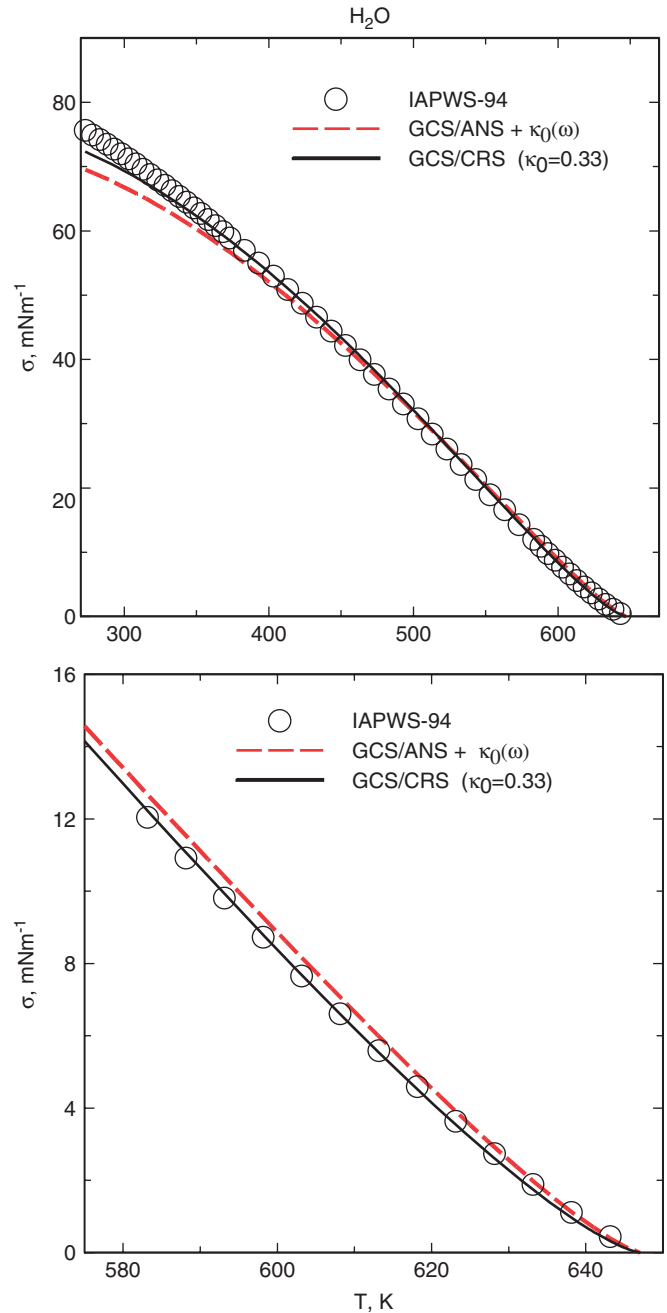 H₂O
IAPWS-94
GCS/ANS + κ₀(ω)
GCS/CRS (κ₀=0.33)
80
60
40
20
0
σ, mNm⁻¹
300 400 500 600
IAPWS-94
GCS/ANS + κ₀(ω)
GCS/CRS (κ₀=0.33)
16
12
8
4
0
σ, mNm⁻¹
580 600 620 640
T, K